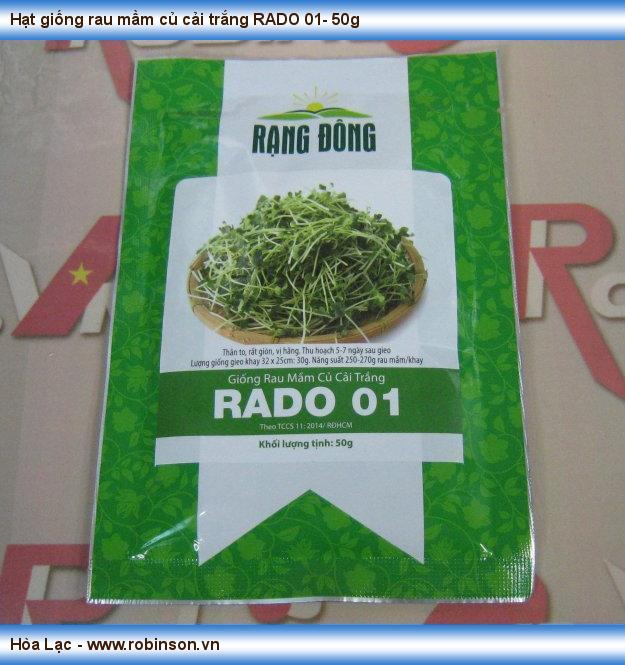 Hạt giống rau mầm củ cải trắng RADO 01- 50g
RẠNG ĐÔNG
Thân to, rất giòn, vị hăng. Thu hoạch 5-7 ngày sau gieo
Lượng giống gieo khay 32 x 25cm: 30g. Năng suất 250-270g rau mầm/khay
Giống Rau Mầm Củ Cải Trắng
RADO 01
Theo TCCS 11: 2014/ RĐHCM
Khối lượng tịnh: 50g
Hòa Lạc - www.robinson.vn